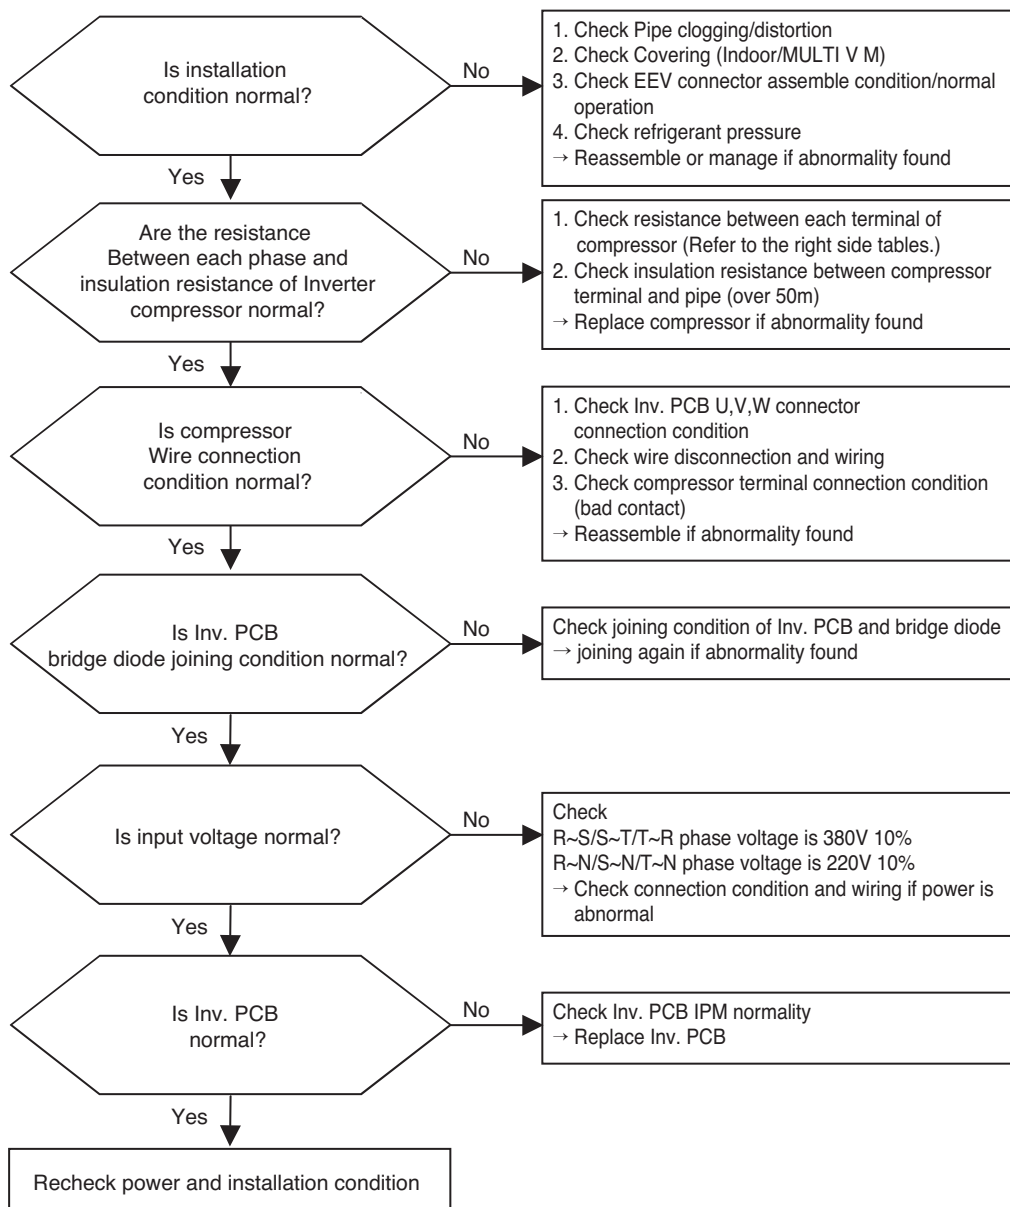 Is installation
condition normal?
No
1. Check Pipe clogging/distortion
2. Check Covering (Indoor/MULTI V M)
3. Check EEV connector assemble condition/normal
operation
4. Check refrigerant pressure
→ Reassemble or manage if abnormality found
Yes
Are the resistance
Between each phase and
insulation resistance of Inverter
compressor normal?
No
1. Check resistance between each terminal of
compressor (Refer to the right side tables.)
2. Check insulation resistance between compressor
terminal and pipe (over 50m)
→ Replace compressor if abnormality found
Yes
Is compressor
Wire connection
condition normal?
No
1. Check Inv. PCB U,V,W connector
connection condition
2. Check wire disconnection and wiring
3. Check compressor terminal connection condition
(bad contact)
→ Reassemble if abnormality found
Yes
Is Inv. PCB
bridge diode joining condition normal?
No
Check joining condition of Inv. PCB and bridge diode
→ joining again if abnormality found
Yes
Is input voltage normal?
No
Check
R~S/S~T/T~R phase voltage is 380V 10%
R~N/S~N/T~N phase voltage is 220V 10%
→ Check connection condition and wiring if power is
abnormal
Yes
Is Inv. PCB
normal?
No
Check Inv. PCB IPM normality
→ Replace Inv. PCB
Yes
Recheck power and installation condition